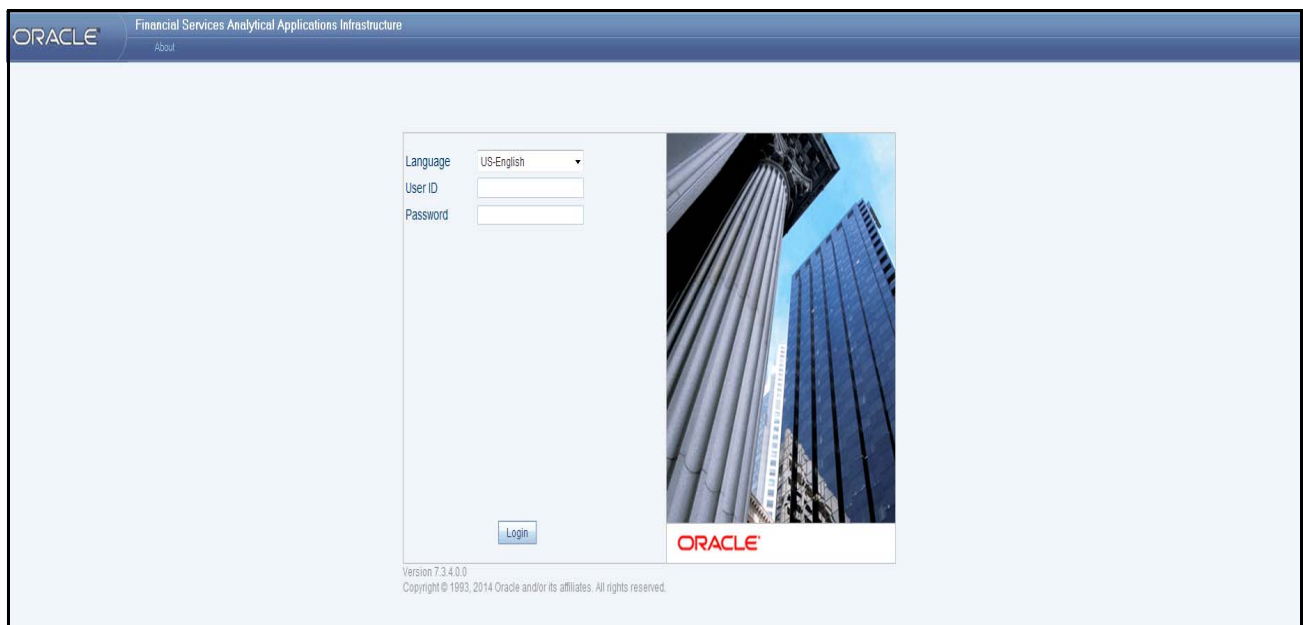 ORACLE
Financial Services Analytical Applications Infrastructure
About
Language US-English
User ID
Password
Login
ORACLE
Version 7.3.4.0.0
Copyright © 1993, 2014 Oracle and/or its affiliates. All rights reserved.